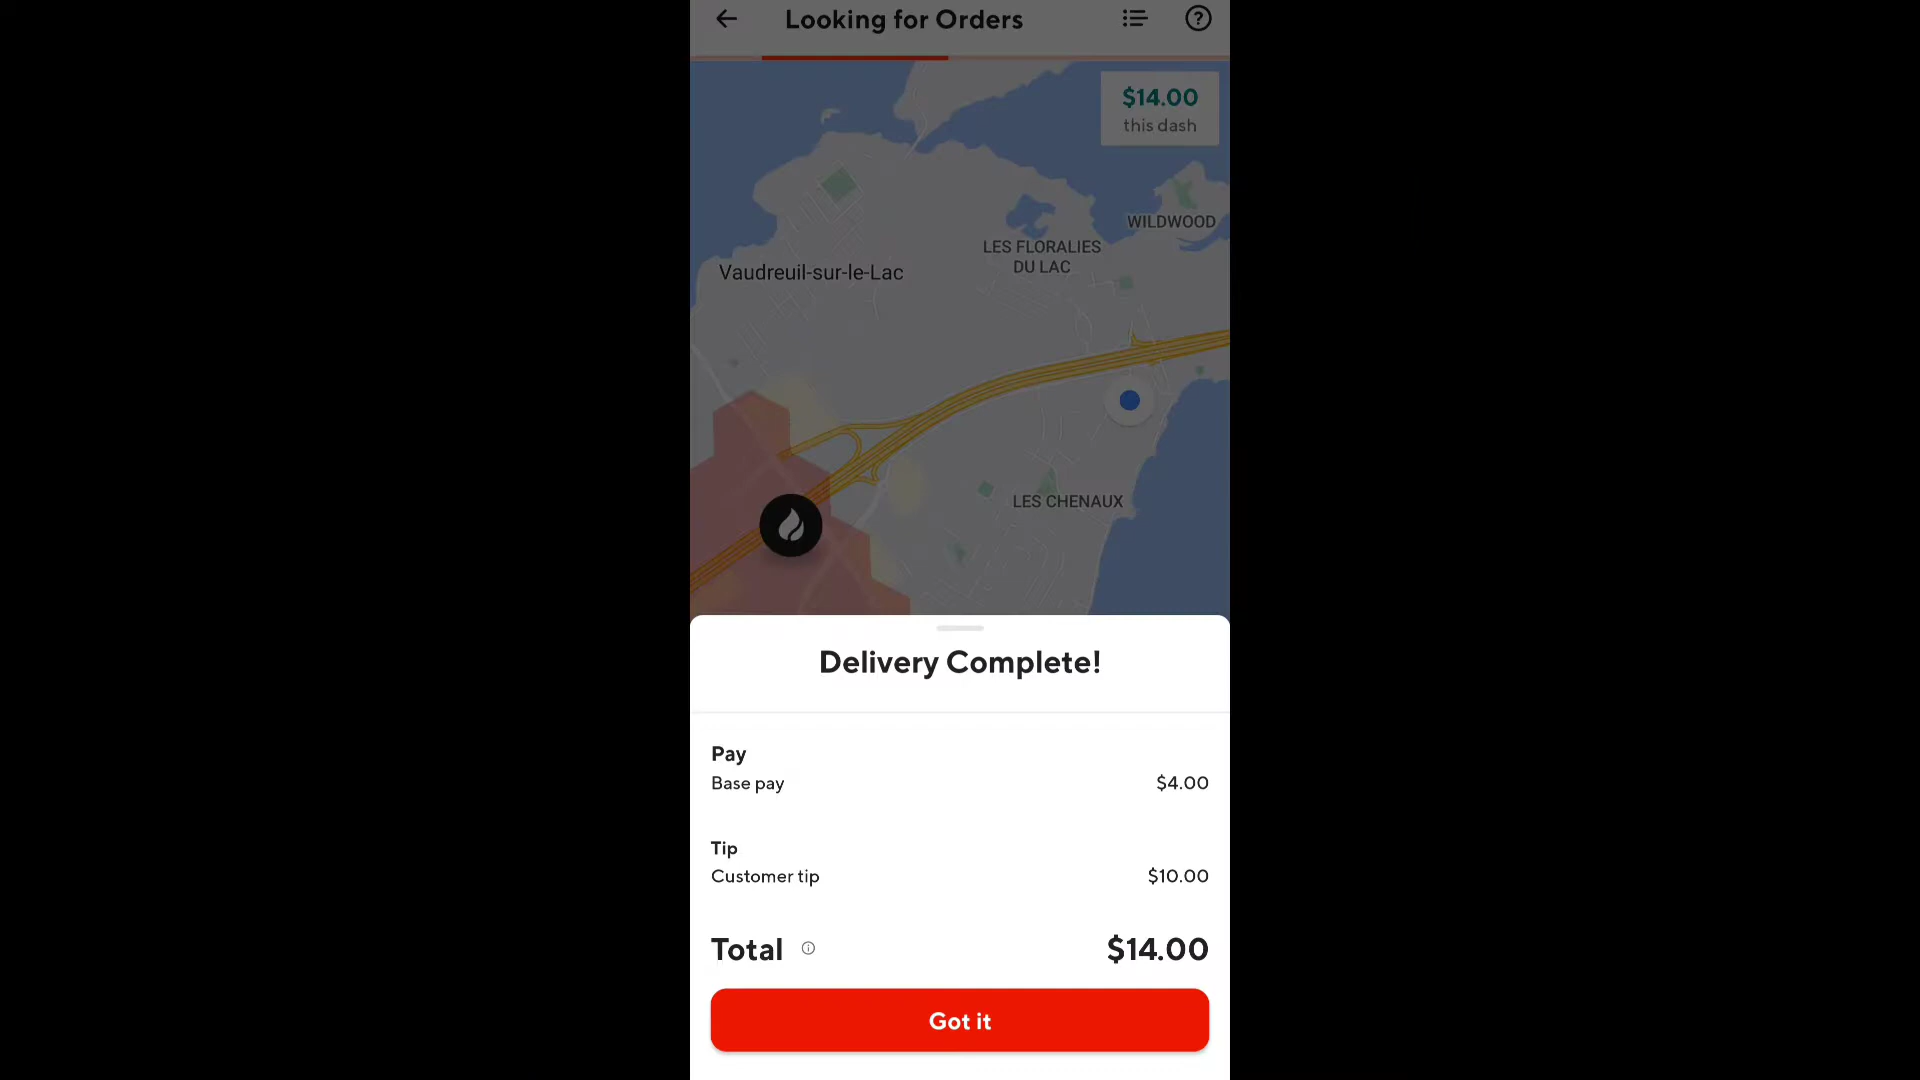 Looking for Orders
$14.00
this dash
WILDWOOD
LES FLORALIES
DU LAC
Vaudreuil-sur-le-Lac
LES CHENAUX
Delivery Complete!
Pay
Base pay $4.00
Tip
Customer tip $10.00
Total $14.00
Got it